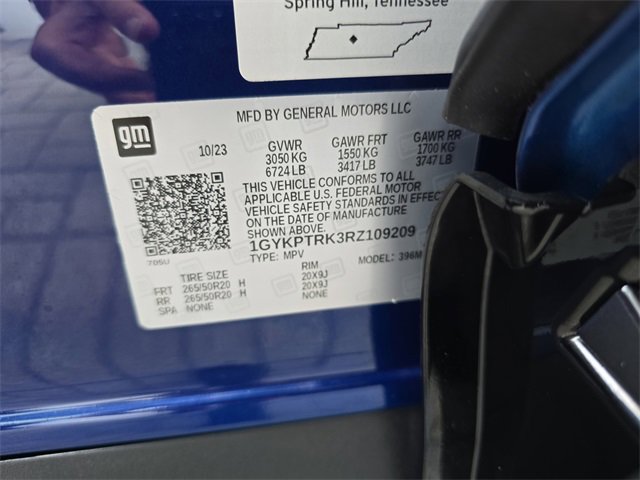 Spring Hill, Tennessee
MFD BY GENERAL MOTORS LLC
gm
10/23 GVWR GAWR FRT GAWR RR
3050 KG 1550 KG 1700 KG
6724 LB 3417 LB 3747 LB
THIS VEHICLE CONFORMS TO ALL
APPLICABLE U.S. FEDERAL MOTOR
VEHICLE SAFETY STANDARDS IN EFFECT
ON THE DATE OF MANUFACTURE
SHOWN ABOVE.
1GYKPTRK3RZ109209
705U TYPE: MPV MODEL: 396M
TIRE SIZE RIM
FRT 265/50R20 H 20X9J
RR 265/50R20 H 20X9J
SPA NONE NONE